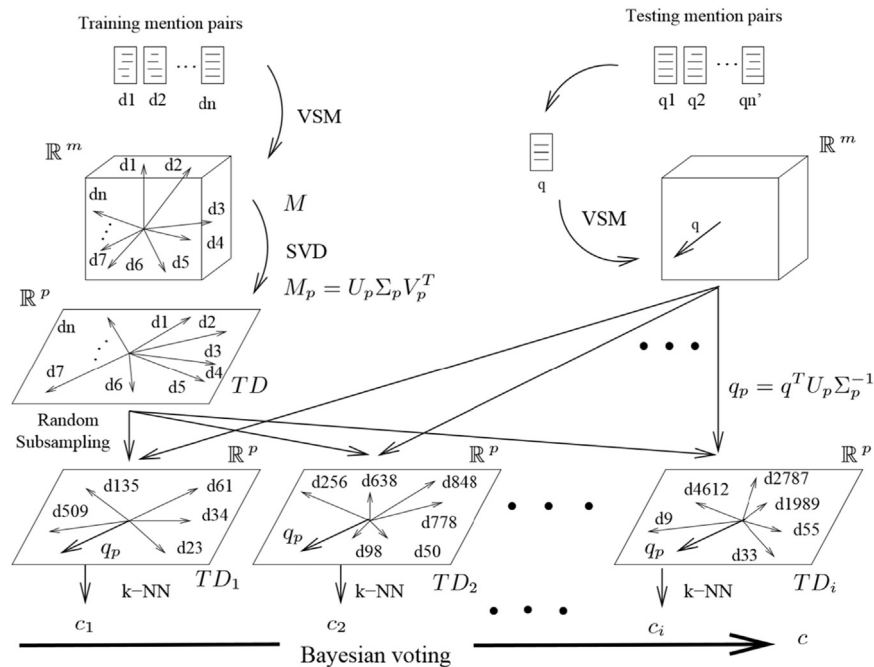 Training mention pairs
Testing mention pairs
d1 d2 ... dn
q1 q2 ... qn’
VSM
ℝ^m
ℝ^m
d1 d2
dn
d3
d4
d7 d6 d5
M
SVD
M_p = U_p Σ_p V_p^T
q
VSM
q
ℝ^p
dn d1 d2
d3
d4
d7 d6 d5
TD
q_p = q^T U_p Σ_p^{-1}
Random
Subsampling
ℝ^p
ℝ^p
ℝ^p
d135 d61
d509 d34
d23
q_p
TD_1
d256 d638 d848
d778
q_p
d98 d50
TD_2
d4612 d2787
d1989
d9 d55
q_p
d33
TD_i
k–NN
k–NN
k–NN
c_1
c_2
c_i
c
Bayesian voting